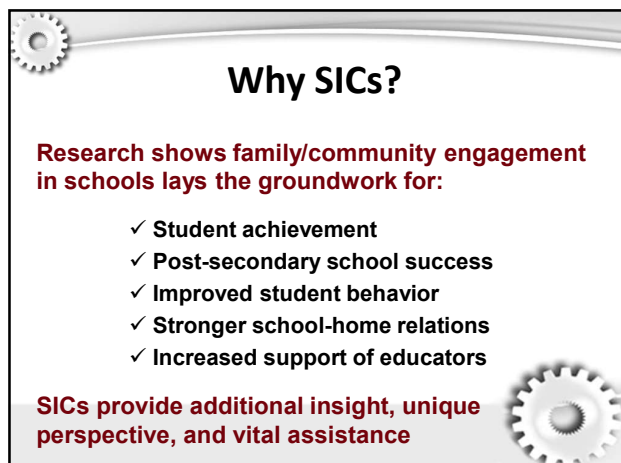 Why SICs?
Research shows family/community engagement
in schools lays the groundwork for:
✓ Student achievement
✓ Post-secondary school success
✓ Improved student behavior
✓ Stronger school-home relations
✓ Increased support of educators
SICs provide additional insight, unique
perspective, and vital assistance